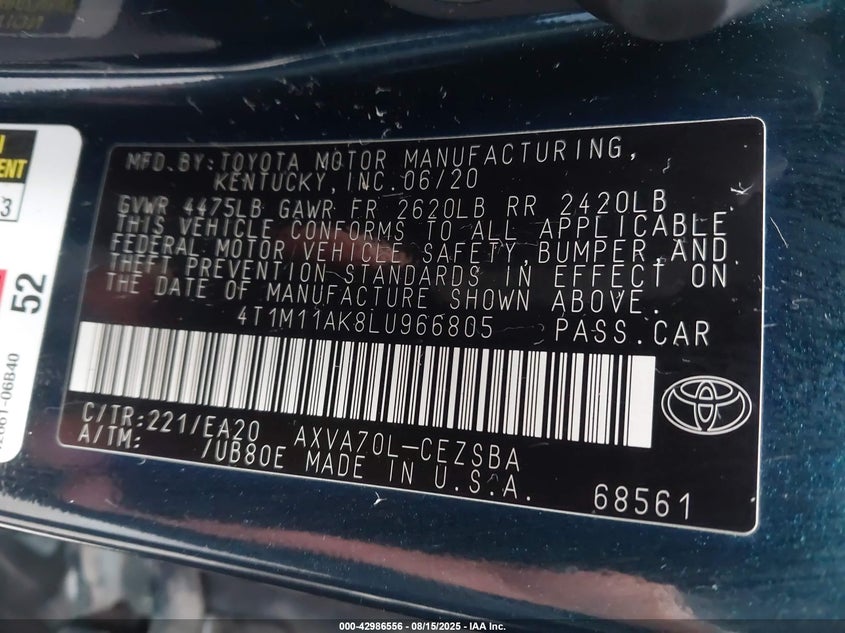 MFD.BY:TOYOTA MOTOR MANUFACTURING,
KENTUCKY,INC.06/20
GVWR 4475LB GAWR FR 2620LB RR 2420LB
THIS VEHICLE CONFORMS TO ALL APPLICABLE
FEDERAL MOTOR VEHICLE SAFETY,BUMPER,AND
THEFT PREVENTION STANDARDS IN EFFECT ON
THE DATE OF MANUFACTURE SHOWN ABOVE.
4T1M11AK8LU966805 PASS.CAR
C/TR:221/EA20 AXVA70L-CEZSBA
A/TM: /UB80E MADE IN U.S.A.
68561
52
000-42986556 - 08/15/2025 - IAA Inc.